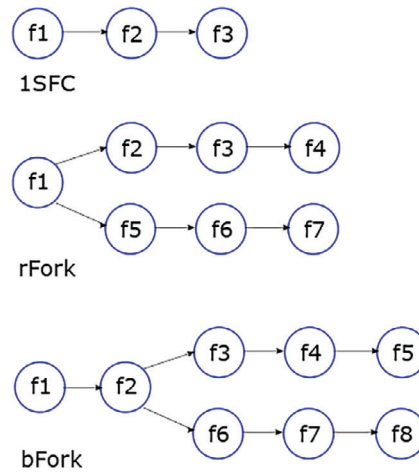 f1 f2 f3
1SFC
f2 f3 f4
f1
f5 f6 f7
rFork
f3 f4 f5
f1 f2
f6 f7 f8
bFork